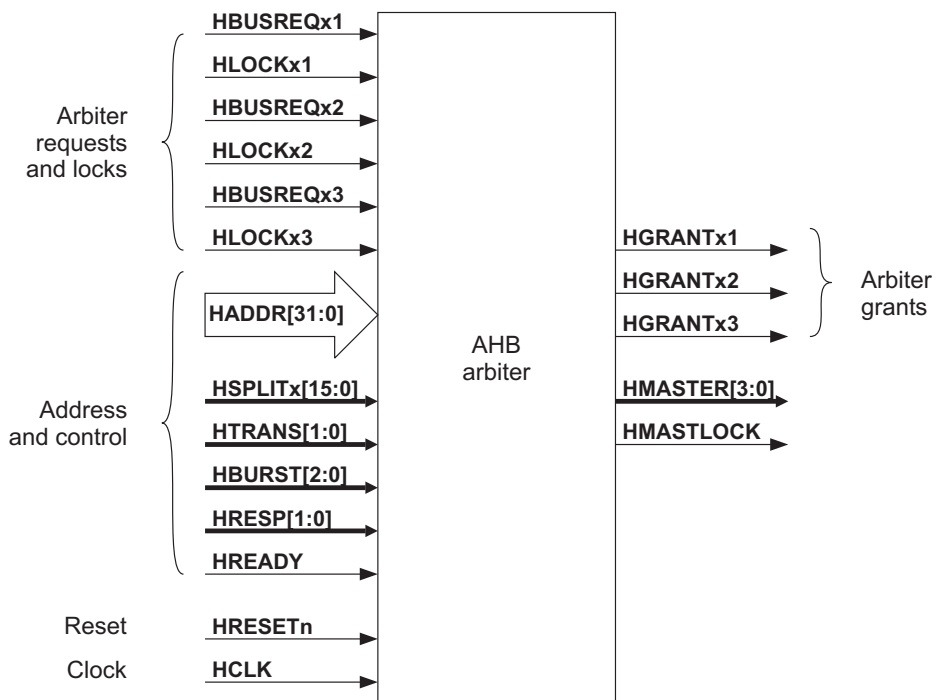 HBUSREQx1
HLOCKx1
HBUSREQx2
HLOCKx2
HBUSREQx3
HLOCKx3
Arbiter
requests
and locks
HADDR[31:0]
HSPLITx[15:0]
HTRANS[1:0]
HBURST[2:0]
HRESP[1:0]
HREADY
Address
and control
Reset
HRESETn
Clock
HCLK
AHB
arbiter
HGRANTx1
HGRANTx2
HGRANTx3
Arbiter
grants
HMASTER[3:0]
HMASTLOCK